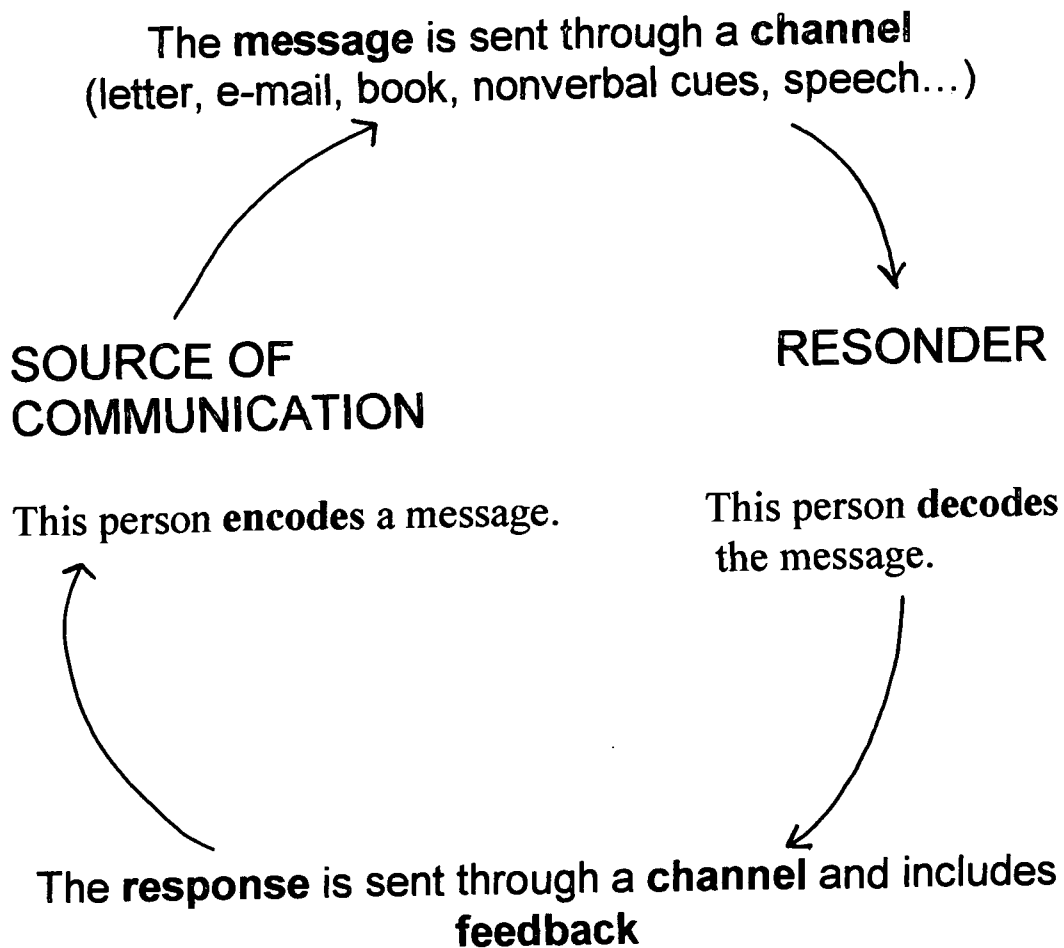 The message is sent through a channel
(letter, e-mail, book, nonverbal cues, speech...)
SOURCE OF
COMMUNICATION
RESONDER
This person encodes a message.
This person decodes
the message.
The response is sent through a channel and includes
feedback